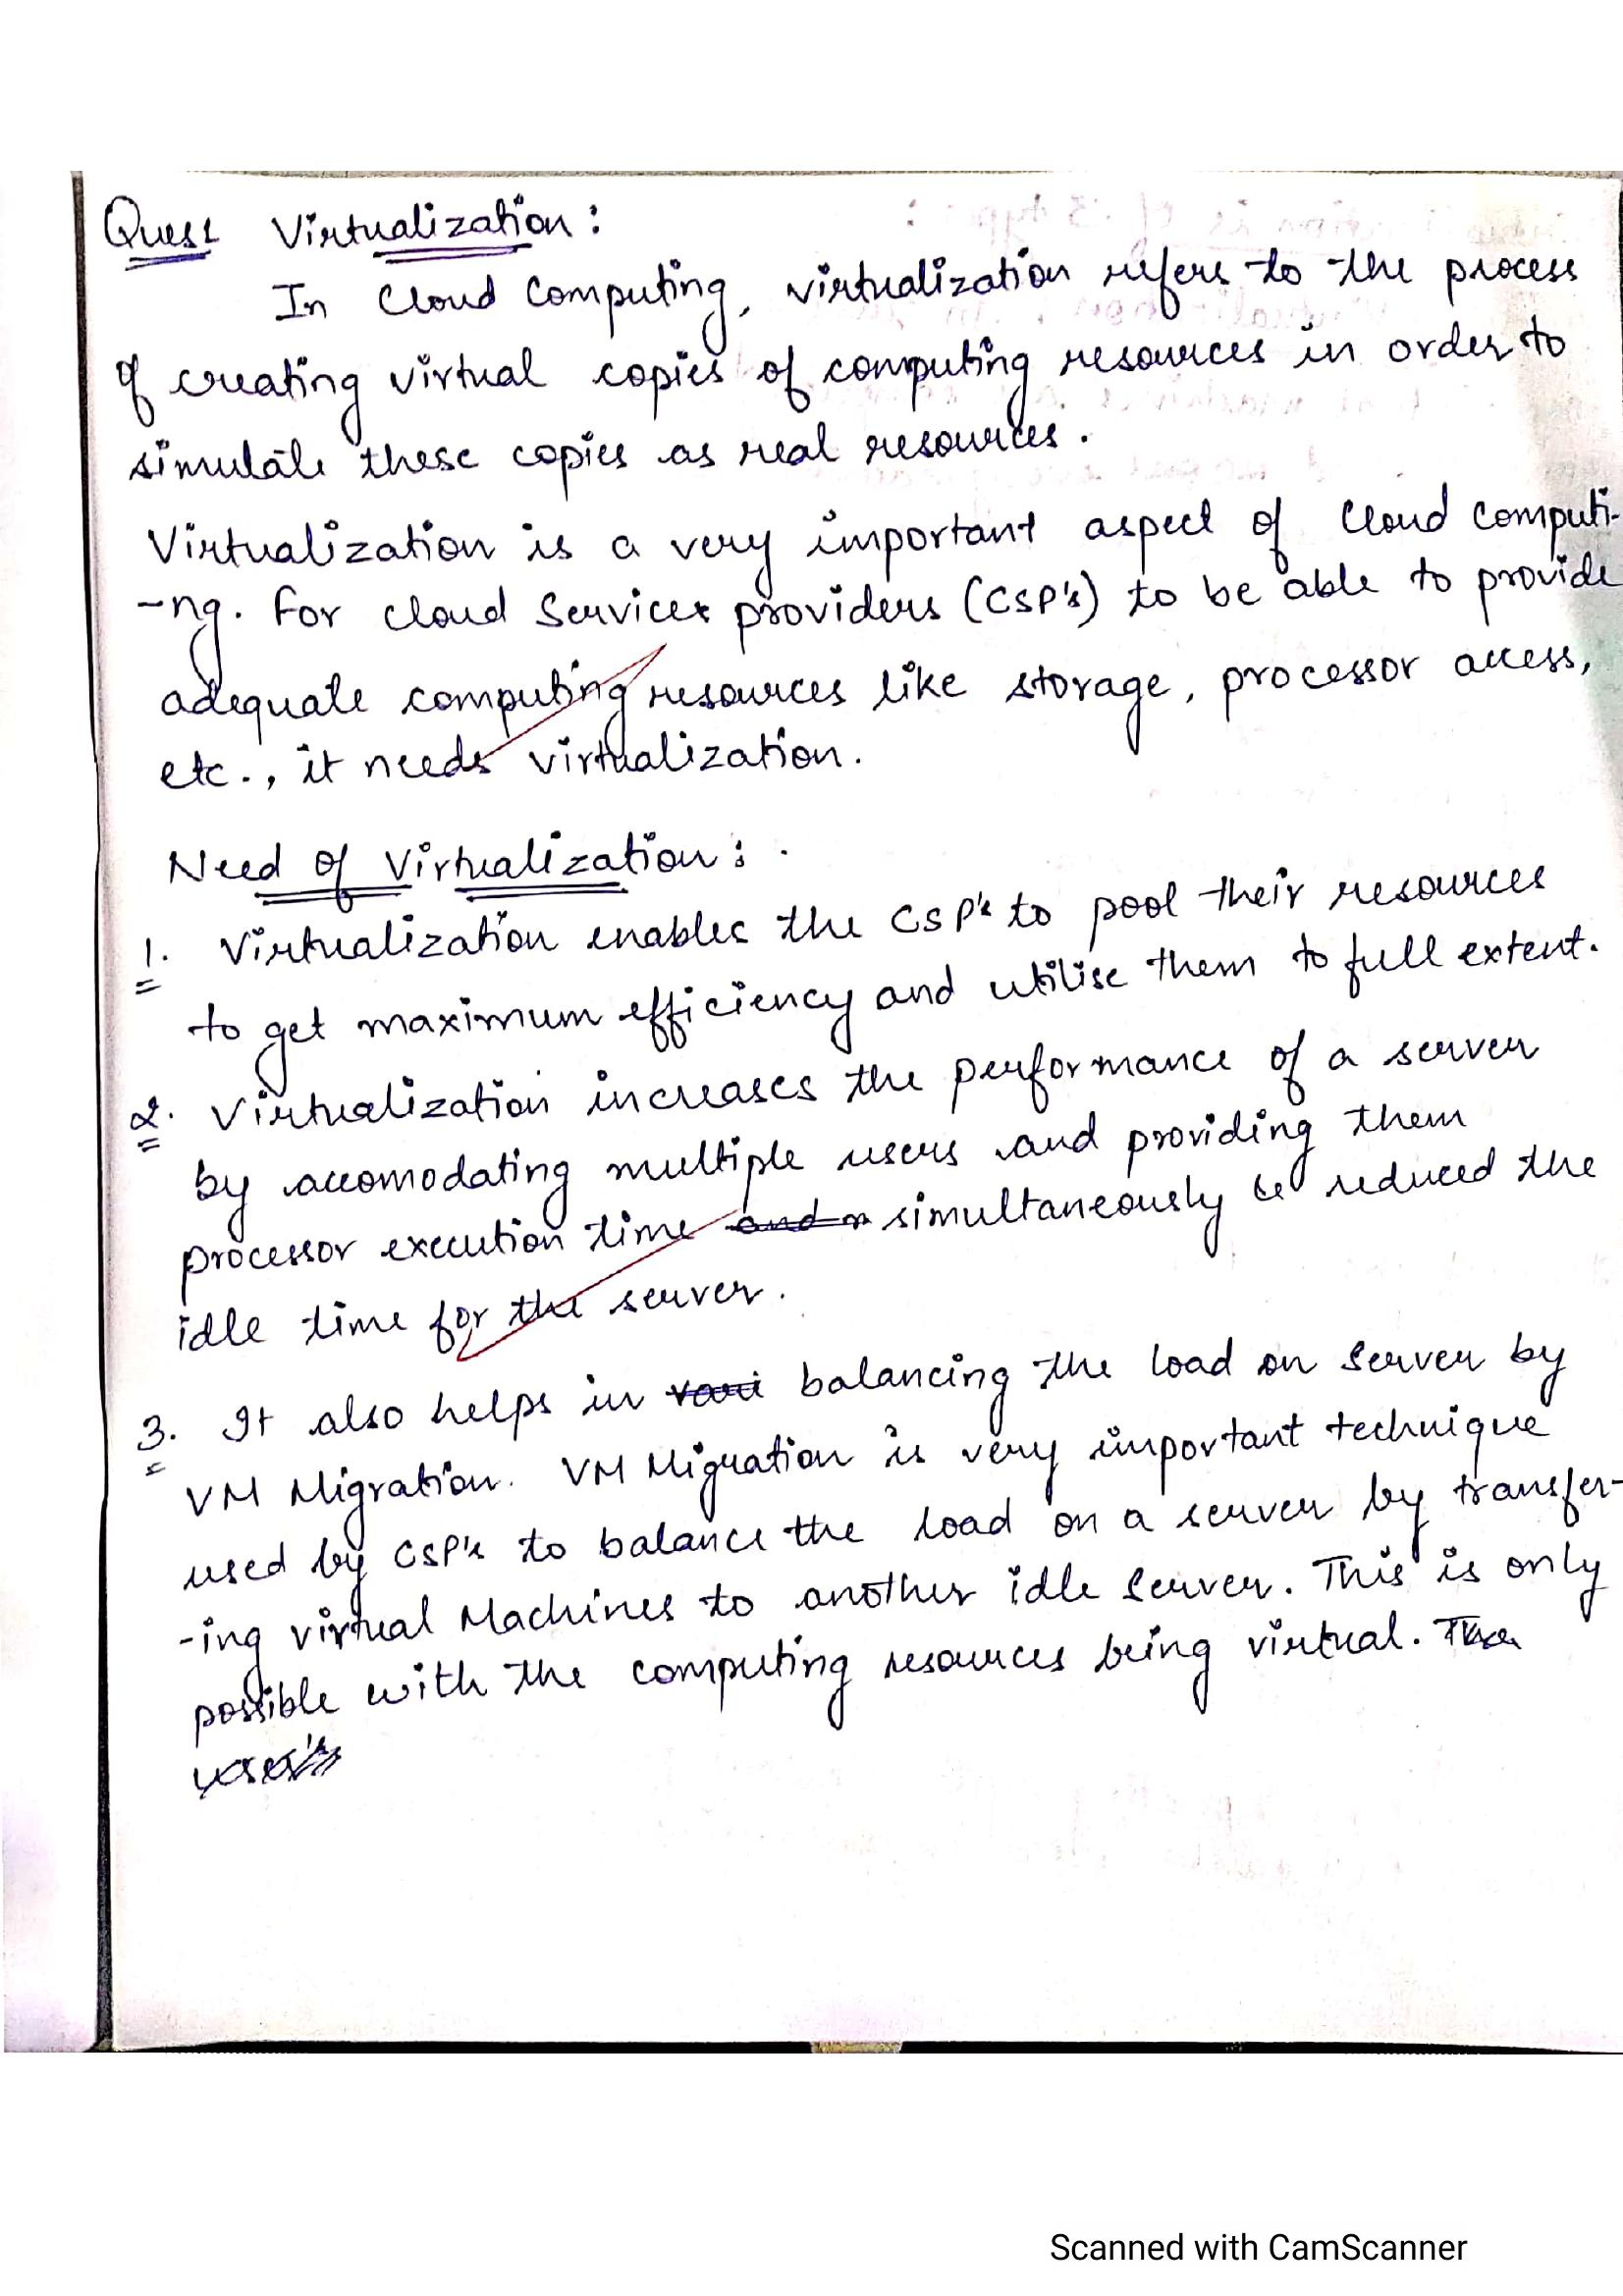 Ques1 Virtualization :
In Cloud Computing, virtualization refers to the process
of creating virtual copies of computing resources in order to
simulate these copies as real resources.
Virtualization is a very important aspect of Cloud Computi-
-ng. For Cloud Services providers (CSP's) to be able to provide
adequate computing resources like storage, processor access,
etc., it needs virtualization.
Need of Virtualization :
1. Virtualization enables the CSP's to pool their resources
to get maximum efficiency and utilise them to full extent.
2. Virtualization increases the performance of a server
by accomodating multiple users and providing them
processor execution time and simultaneously be reduced the
idle time for the server.
3. It also helps in balancing the load on Server by
VM Migration. VM Migration is very important technique
used by CSP's to balance the load on a server by transfer-
-ing virtual Machines to another idle Server. This is only
possible with the computing resources being virtual.
Scanned with CamScanner